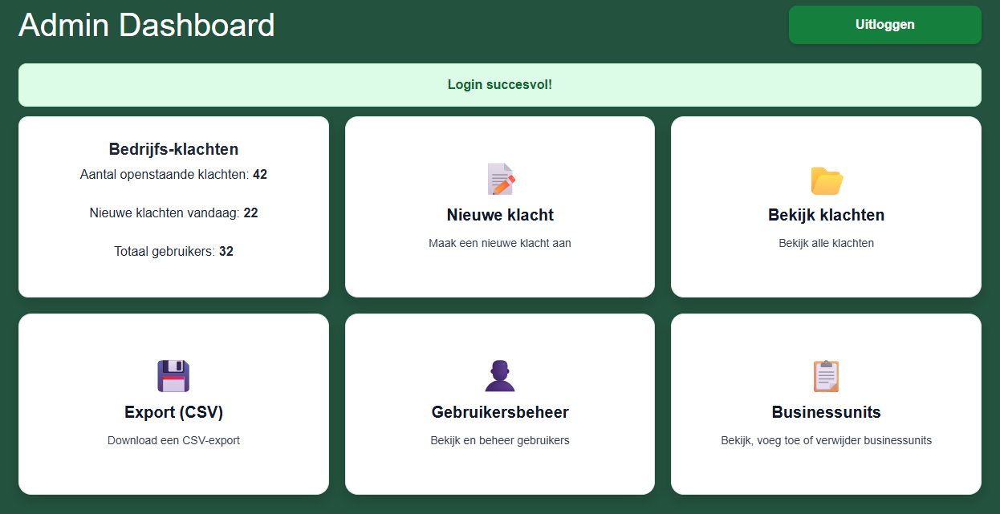 Admin Dashboard
Uitloggen
Login succesvol!
Bedrijfs-klachten
Aantal openstaande klachten: 42
Nieuwe klachten vandaag: 22
Totaal gebruikers: 32
Nieuwe klacht
Maak een nieuwe klacht aan
Bekijk klachten
Bekijk alle klachten
Export (CSV)
Download een CSV-export
Gebruikersbeheer
Bekijk en beheer gebruikers
Businessunits
Bekijk, voeg toe of verwijder businessunits